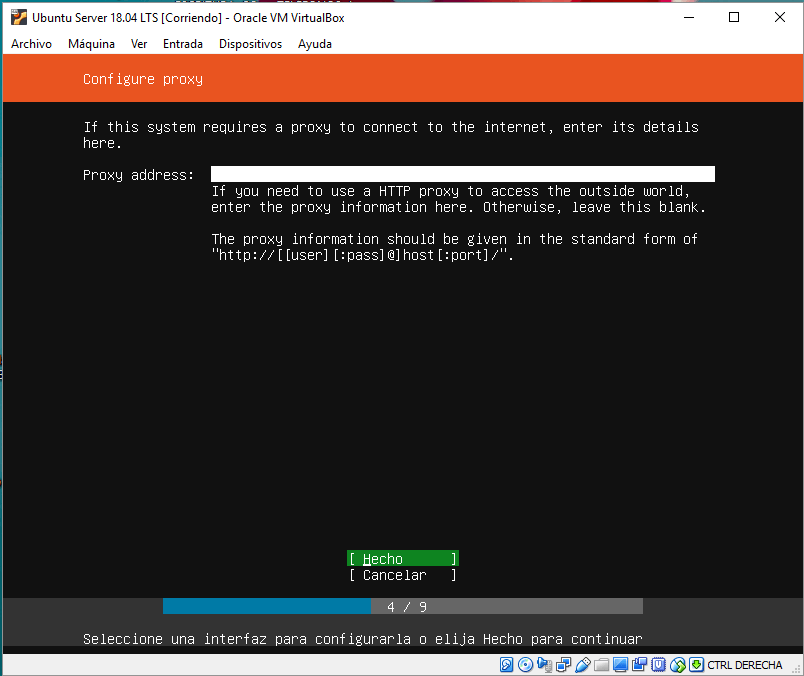 Ubuntu Server 18.04 LTS [Corriendo] - Oracle VM VirtualBox
Archivo Máquina Ver Entrada Dispositivos Ayuda
Configure proxy
If this system requires a proxy to connect to the internet, enter its details
here.
Proxy address:
If you need to use a HTTP proxy to access the outside world,
enter the proxy information here. Otherwise, leave this blank.
The proxy information should be given in the standard form of
"http://[[user][:pass]@]host[:port]/".
[ Hecho ]
[ Cancelar ]
4 / 9
Seleccione una interfaz para configurarla o elija Hecho para continuar
CTRL DERECHA